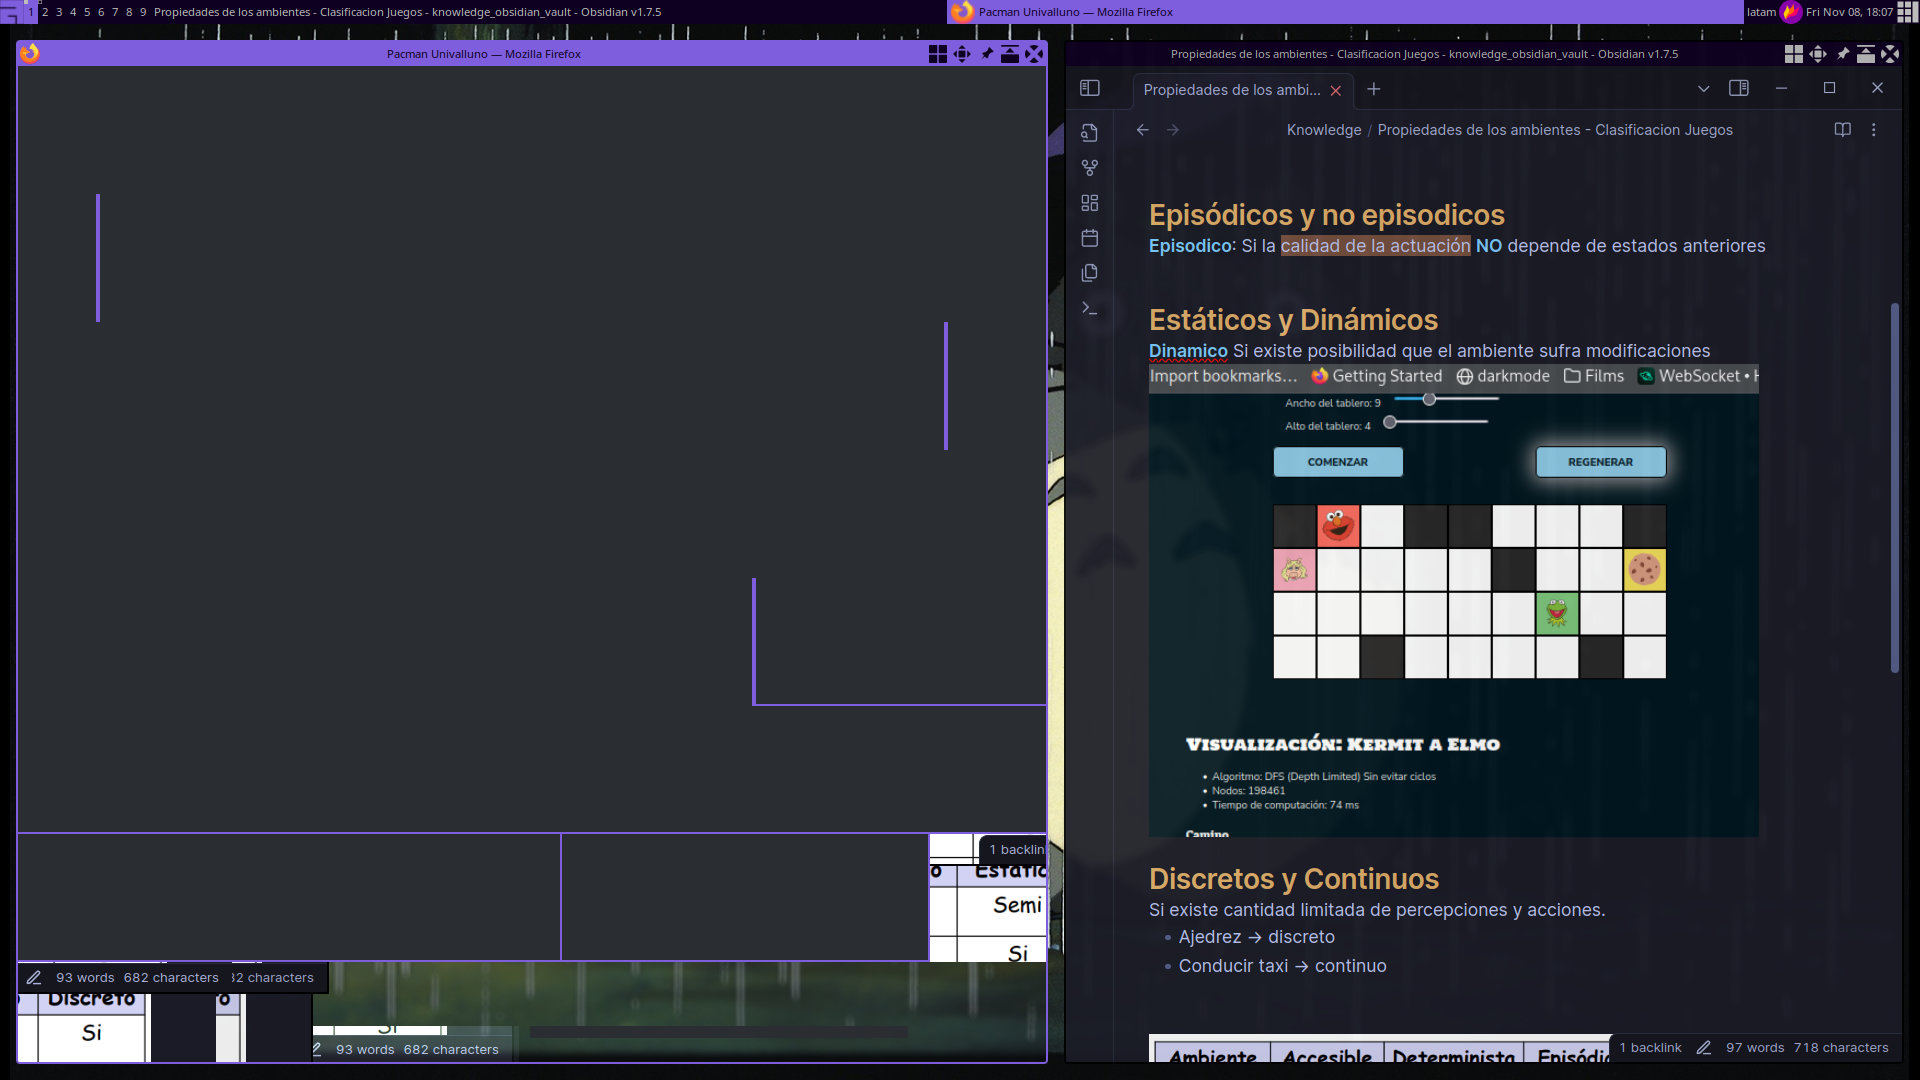 1 2 3 4 5 6 7 8 9 Propiedades de los ambientes - Clasificacion Juegos - knowledge_obsidian_vault - Obsidian v1.7.5
Pacman Univalluno — Mozilla Firefox
latam
Fri Nov 08, 18:07
Pacman Univalluno — Mozilla Firefox
1 backlin
o Estátic
Semi
Si
93 words 682 characters 32 characters
Discreto
o
Si
Si
93 words 682 characters
Propiedades de los ambientes - Clasificacion Juegos - knowledge_obsidian_vault - Obsidian v1.7.5
Propiedades de los ambi...
Knowledge / Propiedades de los ambientes - Clasificacion Juegos
Episódicos y no episodicos
Episodico: Si la calidad de la actuación NO depende de estados anteriores
Estáticos y Dinámicos
Dinamico Si existe posibilidad que el ambiente sufra modificaciones
Import bookmarks... Getting Started darkmode Films WebSocket • H
Ancho del tablero: 9
Alto del tablero: 4
COMENZAR REGENERAR
Visualización: Kermit a Elmo
• Algoritmo: DFS (Depth Limited) Sin evitar ciclos
• Nodos: 198461
• Tiempo de computación: 74 ms
Camino
Discretos y Continuos
Si existe cantidad limitada de percepciones y acciones.
• Ajedrez → discreto
• Conducir taxi → continuo
Ambiente Accesible Determinista Episódi
1 backlink 97 words 718 characters